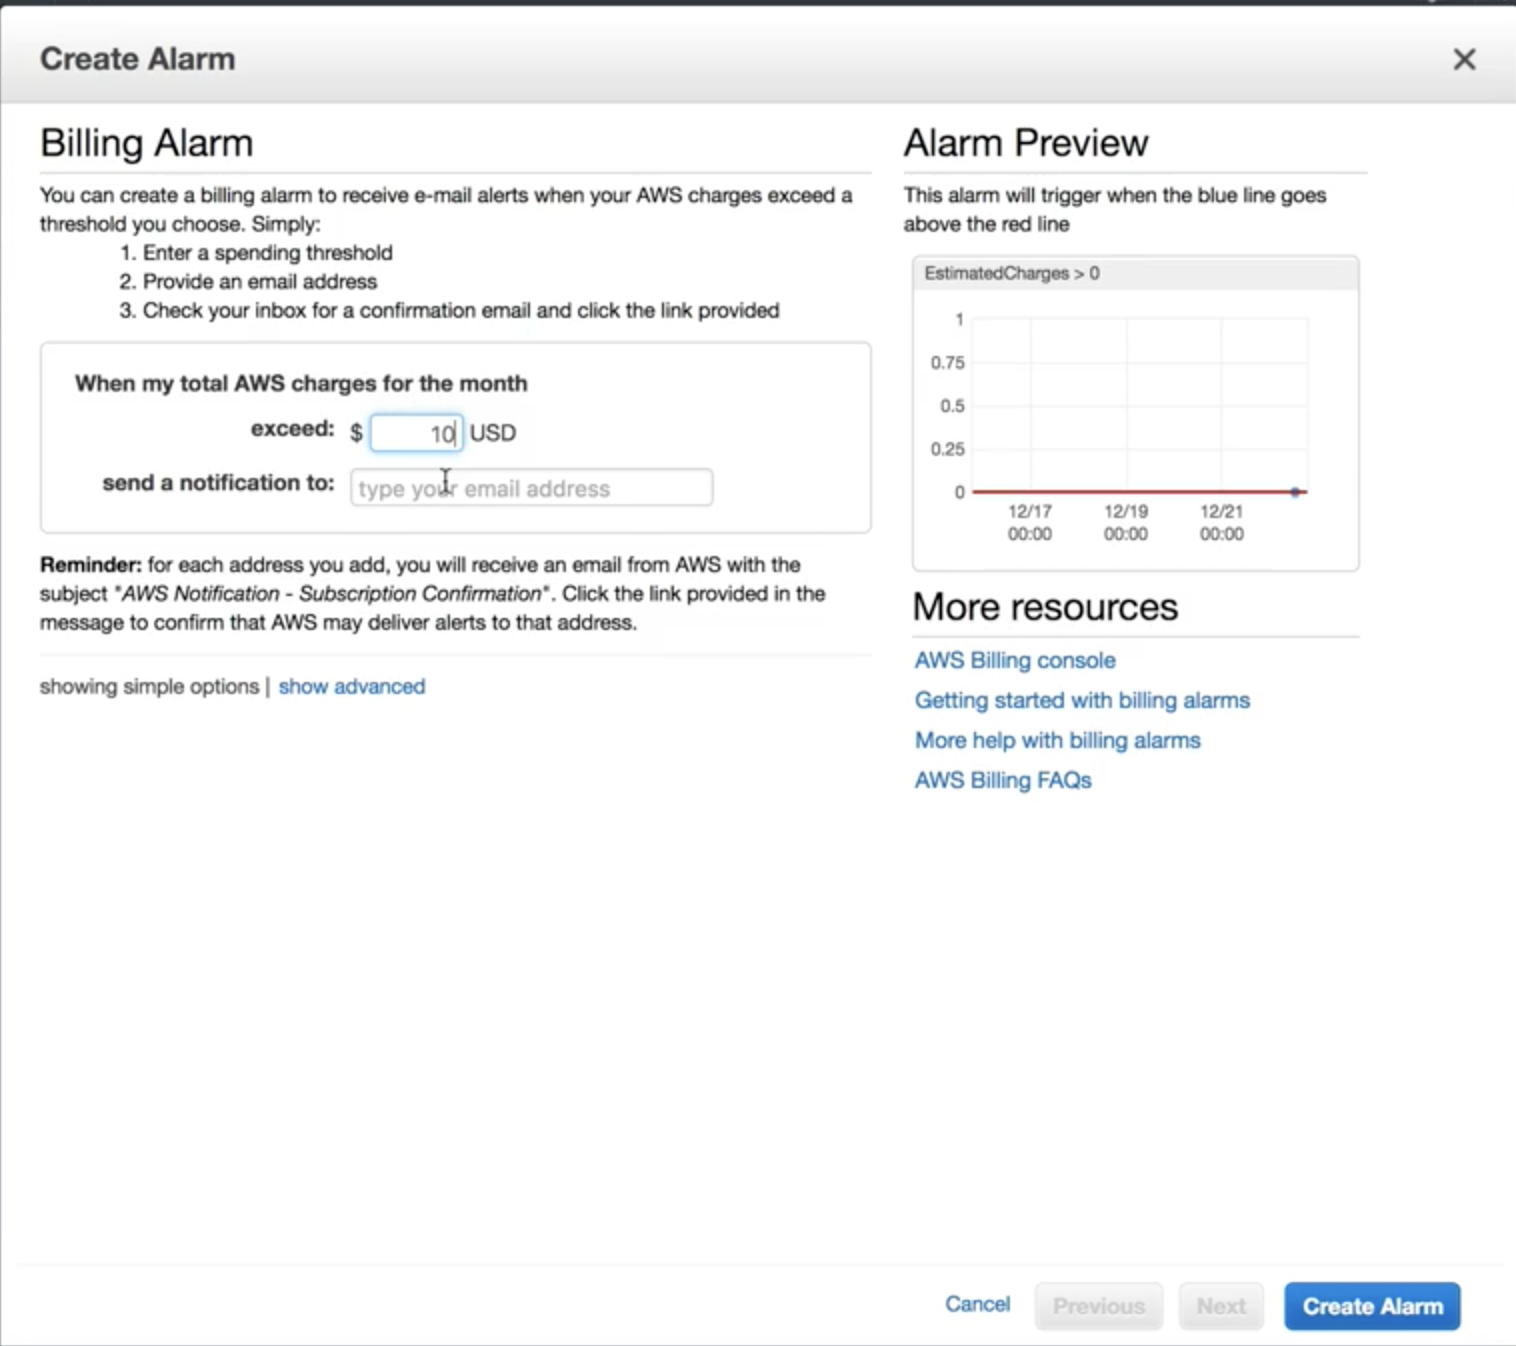 Create Alarm
Billing Alarm
You can create a billing alarm to receive e-mail alerts when your AWS charges exceed a
threshold you choose. Simply:
1. Enter a spending threshold
2. Provide an email address
3. Check your inbox for a confirmation email and click the link provided
When my total AWS charges for the month
exceed: $ 10 USD
send a notification to: type your email address
Reminder: for each address you add, you will receive an email from AWS with the
subject "AWS Notification - Subscription Confirmation". Click the link provided in the
message to confirm that AWS may deliver alerts to that address.
showing simple options | show advanced
Alarm Preview
This alarm will trigger when the blue line goes
above the red line
EstimatedCharges > 0
1
0.75
0.5
0.25
0
12/17 12/19 12/21
00:00 00:00 00:00
More resources
AWS Billing console
Getting started with billing alarms
More help with billing alarms
AWS Billing FAQs
Cancel Previous Next Create Alarm